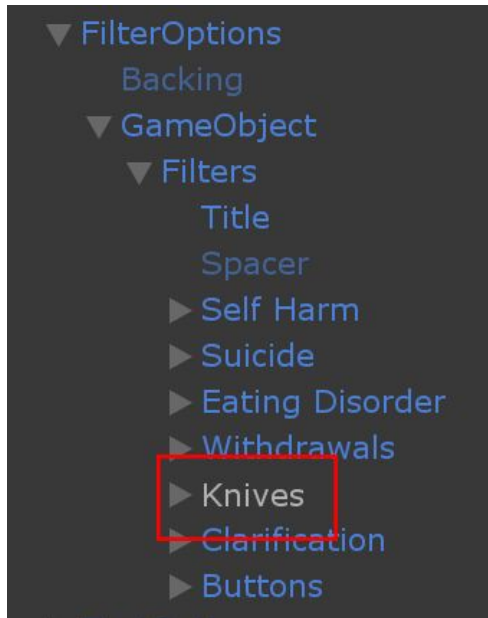 FilterOptions
Backing
GameObject
Filters
Title
Spacer
Self Harm
Suicide
Eating Disorder
Withdrawals
Knives
Clarification
Buttons